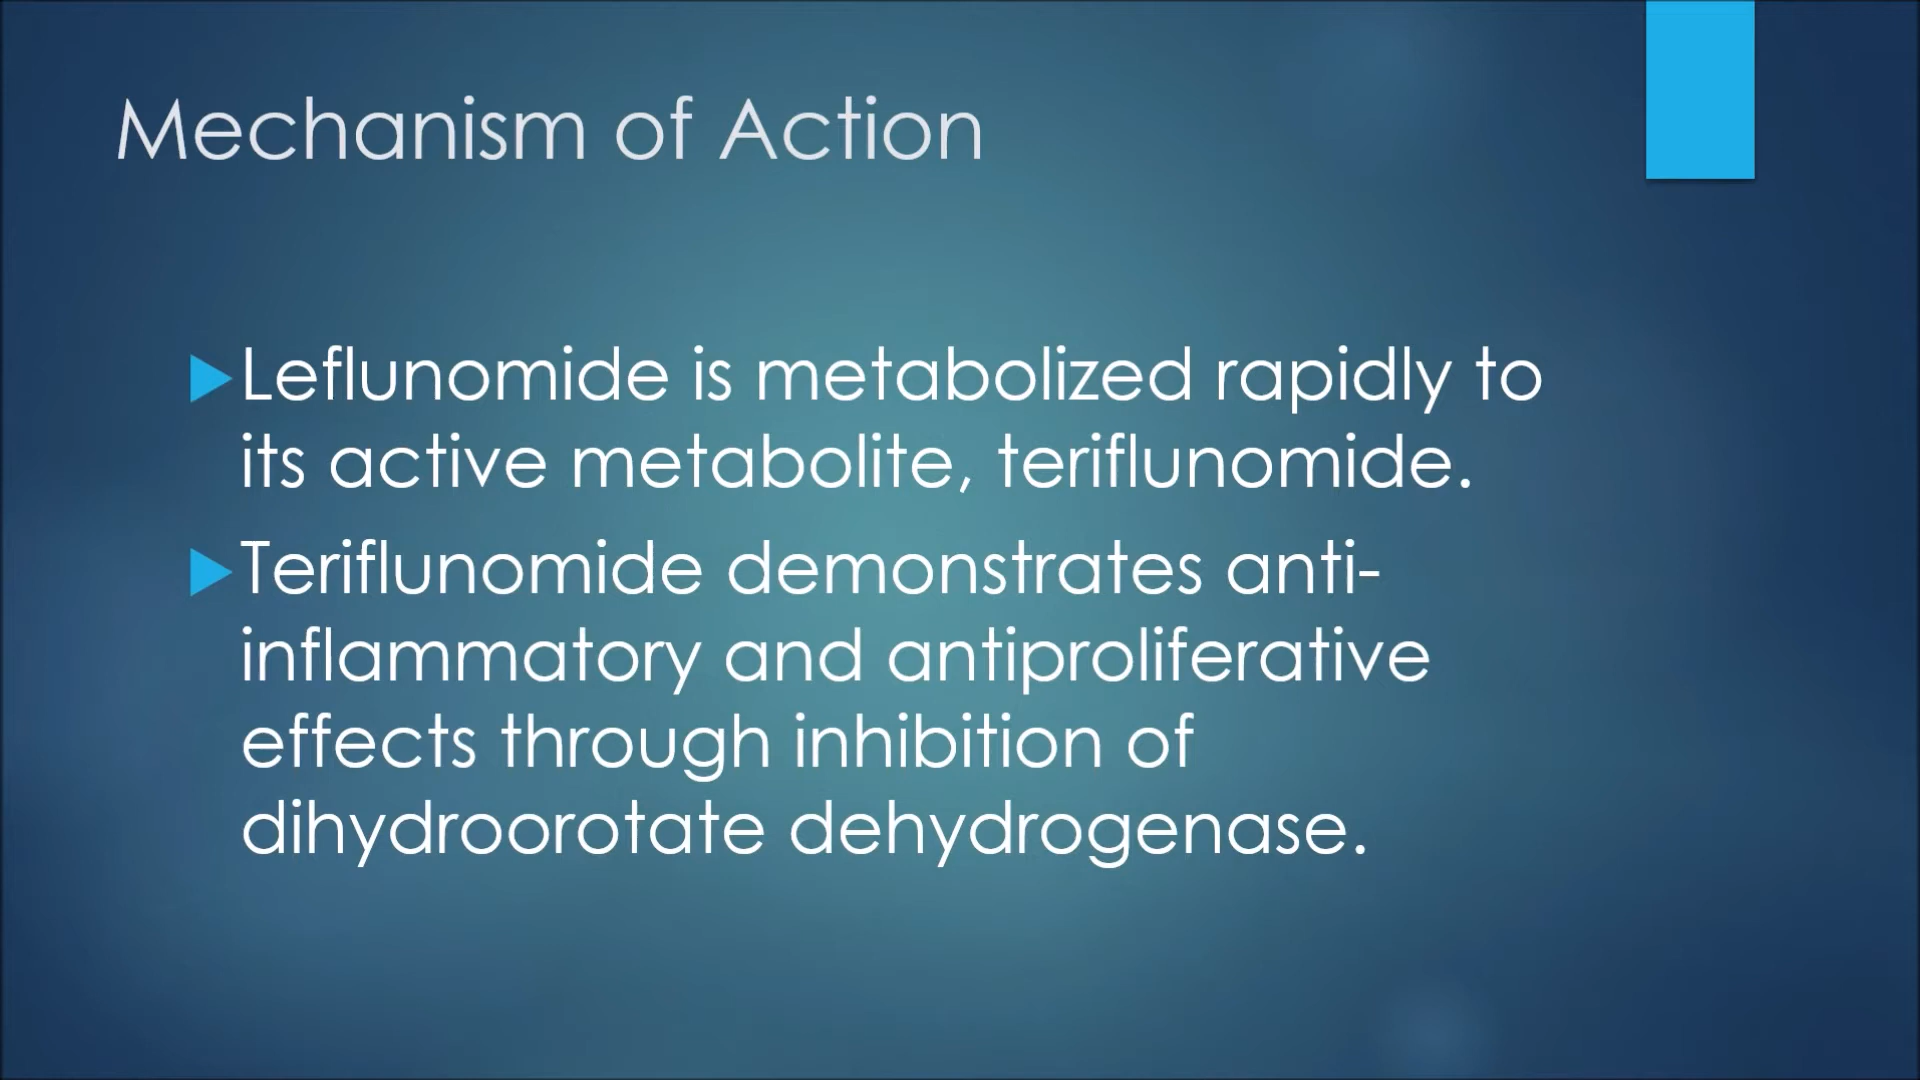 Mechanism of Action
Leflunomide is metabolized rapidly to
its active metabolite, teriflunomide.
Teriflunomide demonstrates anti-
inflammatory and antiproliferative
effects through inhibition of
dihydroorotate dehydrogenase.